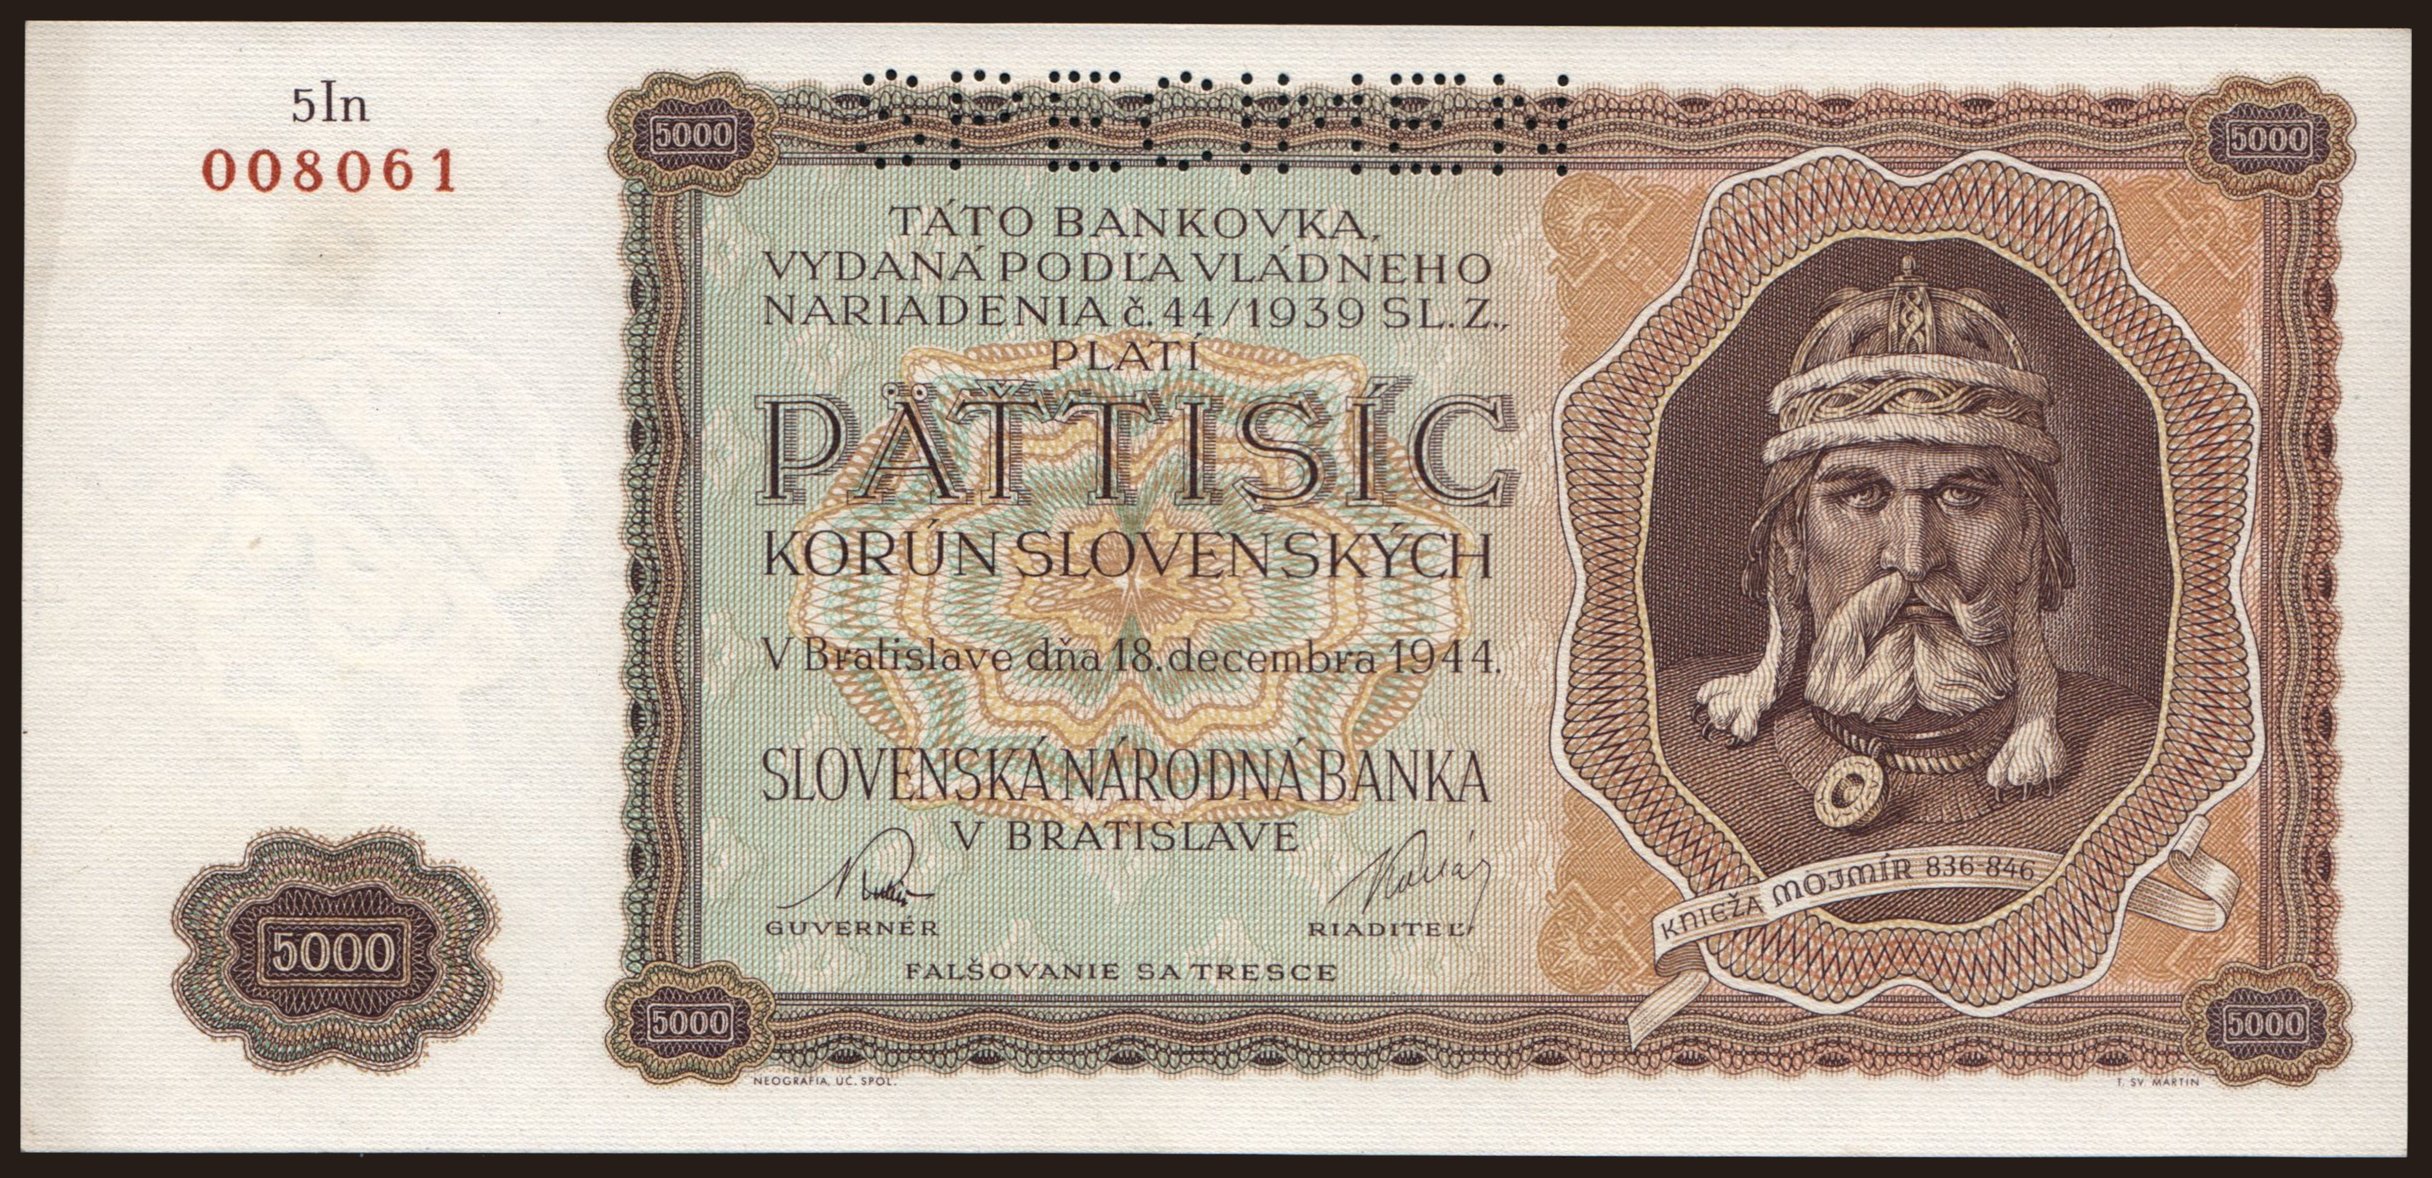 5In
008061
5000
5000
SPECIMEN
TÁTO BANKOVKA,
VYDANÁ PODĽA VLÁDNEHO
NARIADENIA č. 44/1939 SL. Z.,
PLATÍ
PÄŤTISÍC
KORÚN SLOVENSKÝCH
V Bratislave dňa 18. decembra 1944.
SLOVENSKÁ NÁRODNÁ BANKA
V BRATISLAVE
GUVERNÉR
RIADITEĽ
FALŠOVANIE SA TRESCE
KNIEŽA MOJMÍR 836-846
5000
5000
5000
NEOGRAFIA, ÚČ. SPOL.
T. SV. MARTIN